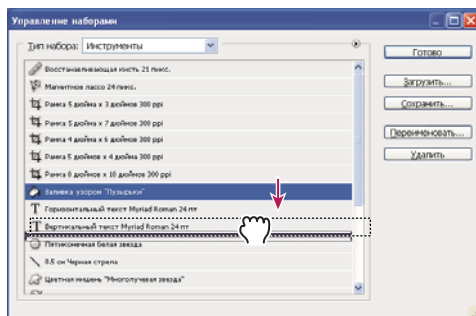 Управление наборами
Тип набора: Инструменты
Готово
Восстанавливающая кисть 21 пикс.
Загрузить...
Магнитное лассо 24 пикс.
Сохранить...
Рамка 5 дюйма x 3 дюймов 300 ppi
Рамка 5 дюйма x 7 дюймов 300 ppi
Переименовать...
Рамка 4 дюйма x 6 дюймов 300 ppi
Удалить
Рамка 5 дюймов x 4 дюйма 300 ppi
Рамка 8 дюймов x 10 дюймов 300 ppi
Заливка узором "Пузырьки"
Горизонтальный текст Myriad Roman 24 пт
Вертикальный текст Myriad Roman 24 пт
Пятиконечная белая звезда
0.5 см Черная стрела
Цветная мишень "Многолучевая звезда"